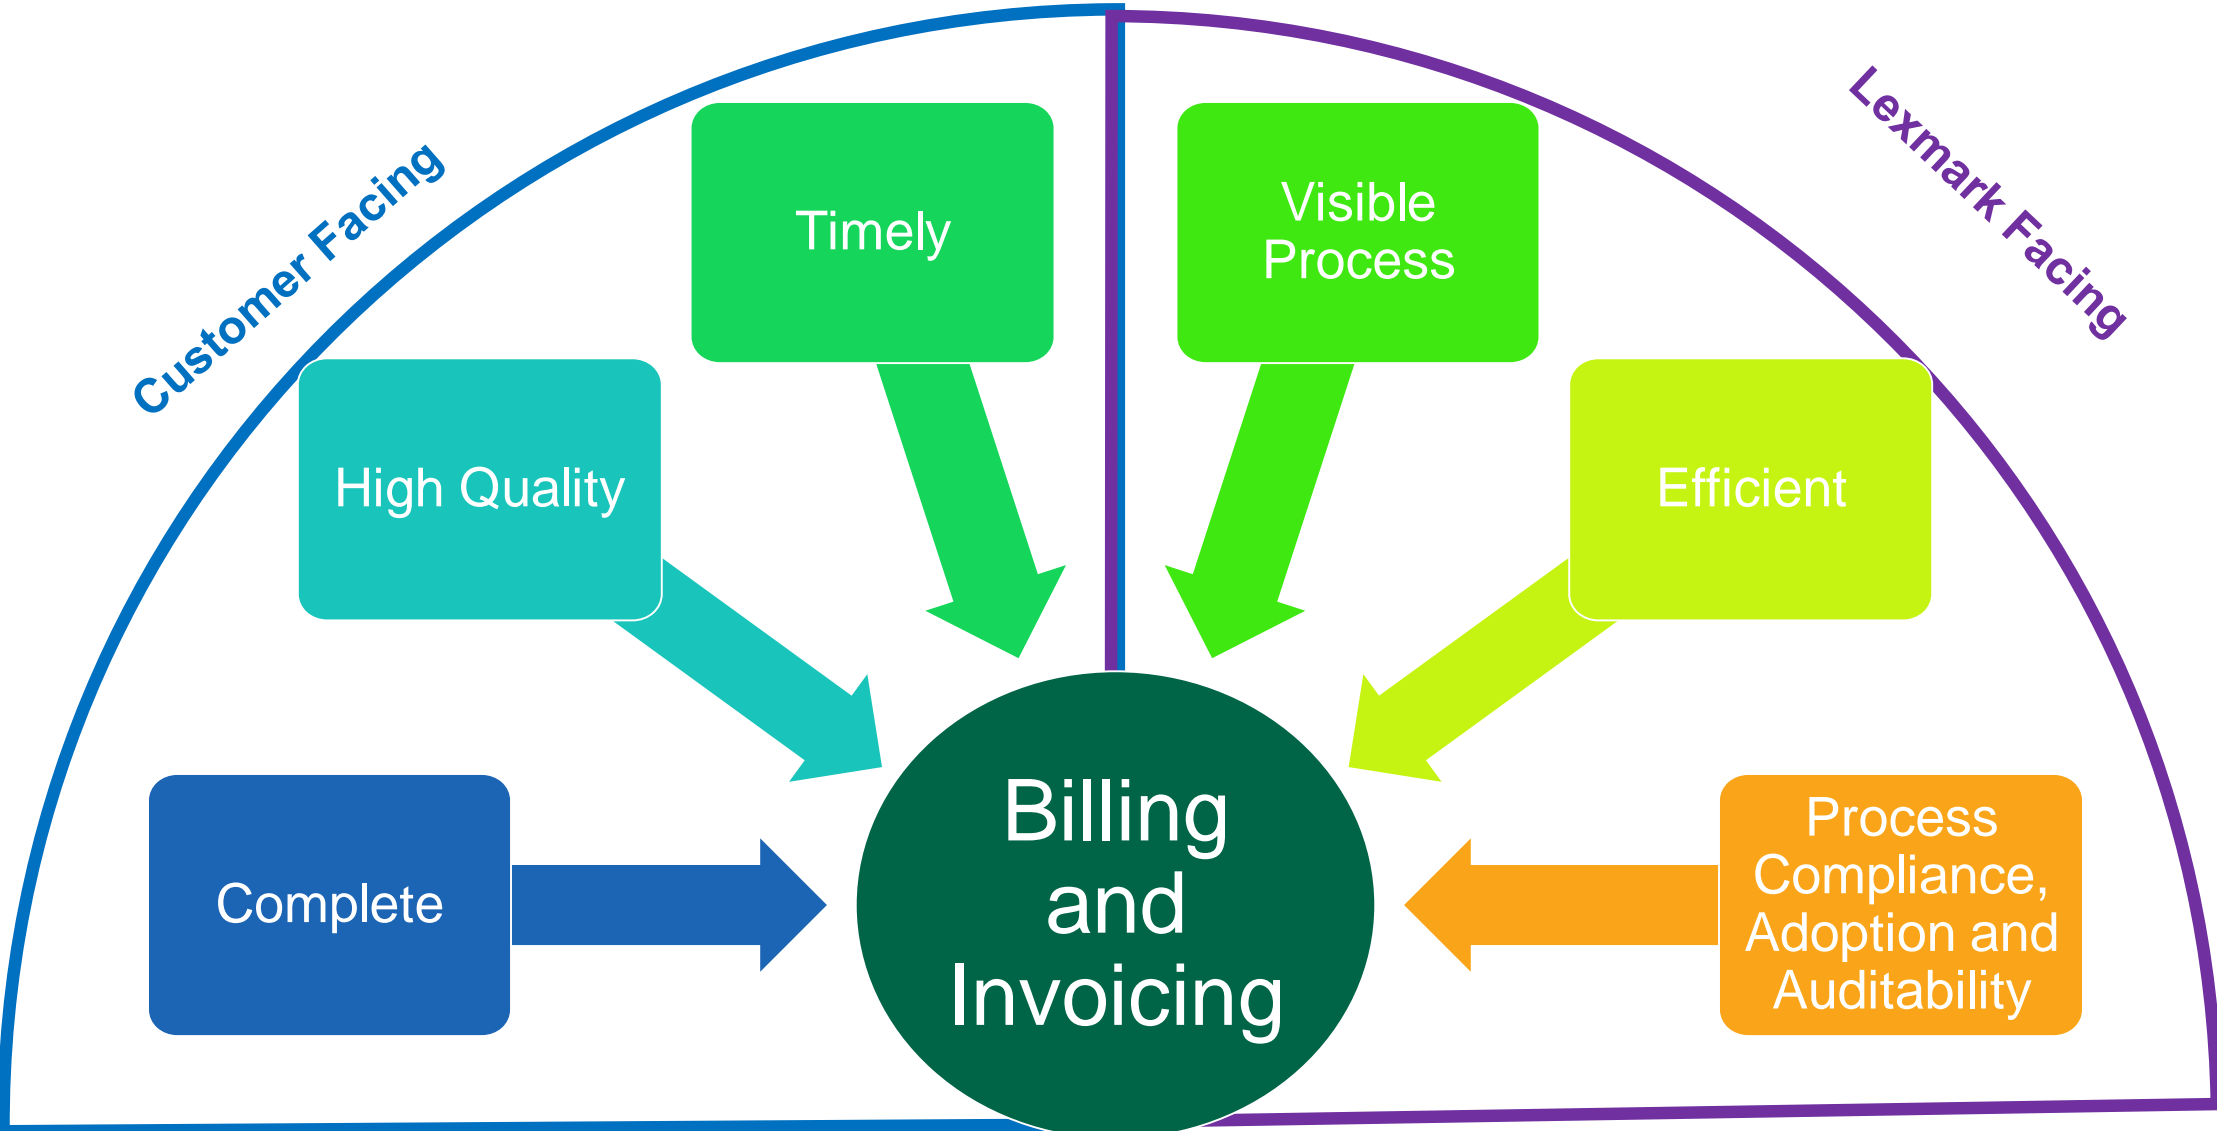 Customer Facing
Lexmark Facing
Timely
Visible
Process
High Quality
Efficient
Complete
Billing
and
Invoicing
Process
Compliance,
Adoption and
Auditability